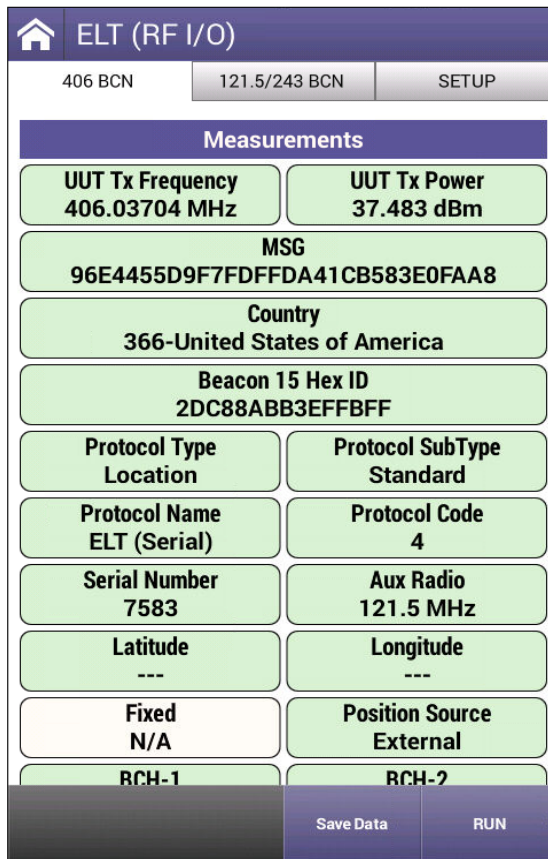 ELT (RF I/O)
406 BCN 121.5/243 BCN SETUP
Measurements
UUT Tx Frequency UUT Tx Power
406.03704 MHz 37.483 dBm
MSG
96E4455D9F7FDFFDA41CB583E0FAA8
Country
366-United States of America
Beacon 15 Hex ID
2DC88ABB3EFFBFF
Protocol Type Protocol SubType
Location Standard
Protocol Name Protocol Code
ELT (Serial) 4
Serial Number Aux Radio
7583 121.5 MHz
Latitude Longitude
--- ---
Fixed Position Source
N/A External
BCH-1 BCH-2
Save Data RUN